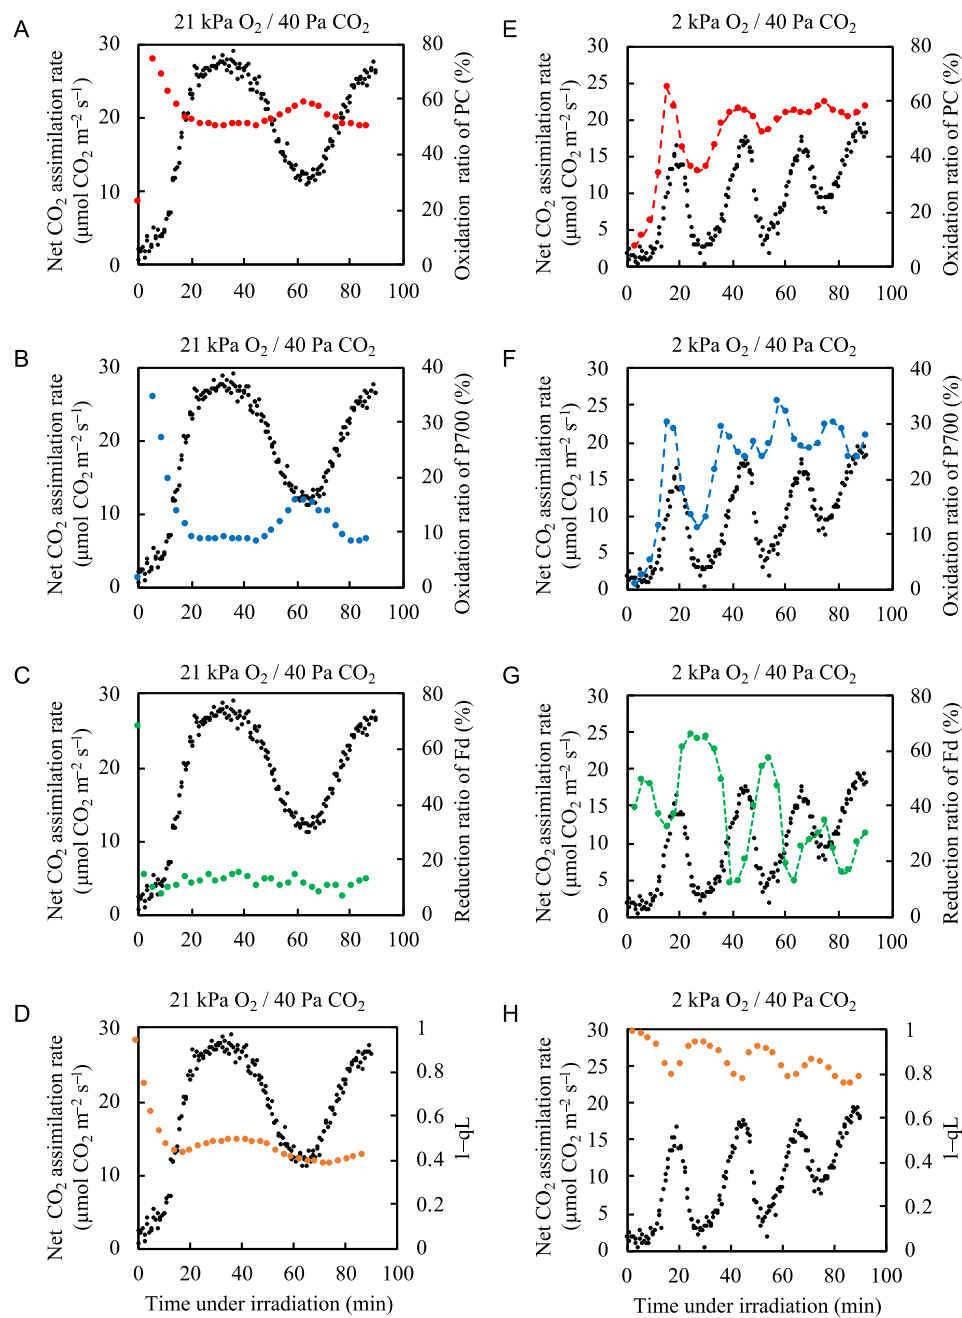 A
21 kPa O₂ / 40 Pa CO₂
Net CO₂ assimilation rate
(μmol CO₂ m⁻² s⁻¹)
30
20
10
0
80
60
40
20
0
Oxidation ratio of PC (%)
0 20 40 60 80 100
E
2 kPa O₂ / 40 Pa CO₂
Net CO₂ assimilation rate
(μmol CO₂ m⁻² s⁻¹)
30
25
20
15
10
5
0
80
60
40
20
0
Oxidation ratio of PC (%)
0 20 40 60 80 100
B
21 kPa O₂ / 40 Pa CO₂
Net CO₂ assimilation rate
(μmol CO₂ m⁻² s⁻¹)
30
20
10
0
40
30
20
10
0
Oxidation ratio of P700 (%)
0 20 40 60 80 100
F
2 kPa O₂ / 40 Pa CO₂
Net CO₂ assimilation rate
(μmol CO₂ m⁻² s⁻¹)
30
25
20
15
10
5
0
40
30
20
10
0
Oxidation ratio of P700 (%)
0 20 40 60 80 100
C
21 kPa O₂ / 40 Pa CO₂
Net CO₂ assimilation rate
(μmol CO₂ m⁻² s⁻¹)
30
20
10
0
80
60
40
20
0
Reduction ratio of Fd (%)
0 20 40 60 80 100
G
2 kPa O₂ / 40 Pa CO₂
Net CO₂ assimilation rate
(μmol CO₂ m⁻² s⁻¹)
30
25
20
15
10
5
0
80
60
40
20
0
Reduction ratio of Fd (%)
0 20 40 60 80 100
D
21 kPa O₂ / 40 Pa CO₂
Net CO₂ assimilation rate
(μmol CO₂ m⁻² s⁻¹)
30
20
10
0
1
0.8
0.6
0.4
0.2
0
1–qL
0 20 40 60 80 100
Time under irradiation (min)
H
2 kPa O₂ / 40 Pa CO₂
Net CO₂ assimilation rate
(μmol CO₂ m⁻² s⁻¹)
30
25
20
15
10
5
0
1
0.8
0.6
0.4
0.2
0
1–qL
0 20 40 60 80 100
Time under irradiation (min)